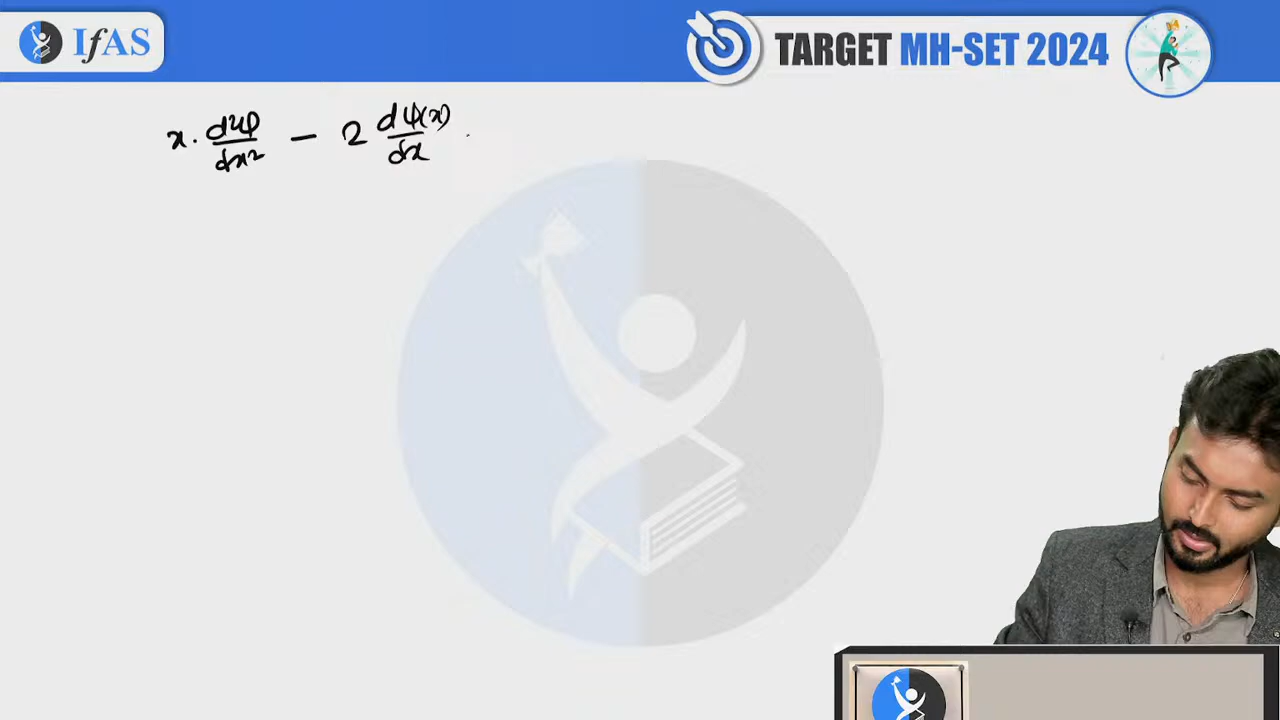 IfAS
TARGET MH-SET 2024
x. d²ψ/dx² - 2 dψ(x)/dx